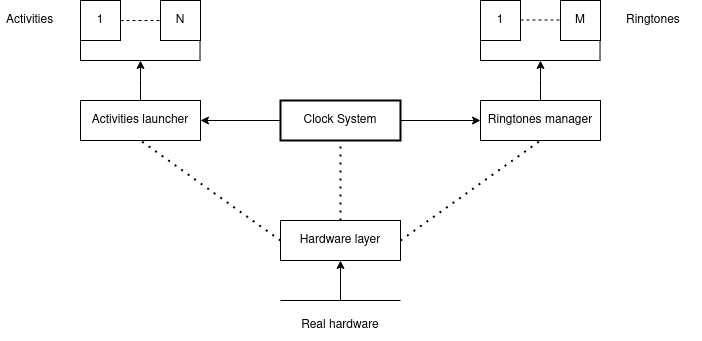 Activities
1
N
1
M
Ringtones
Activities launcher
Clock System
Ringtones manager
Hardware layer
Real hardware